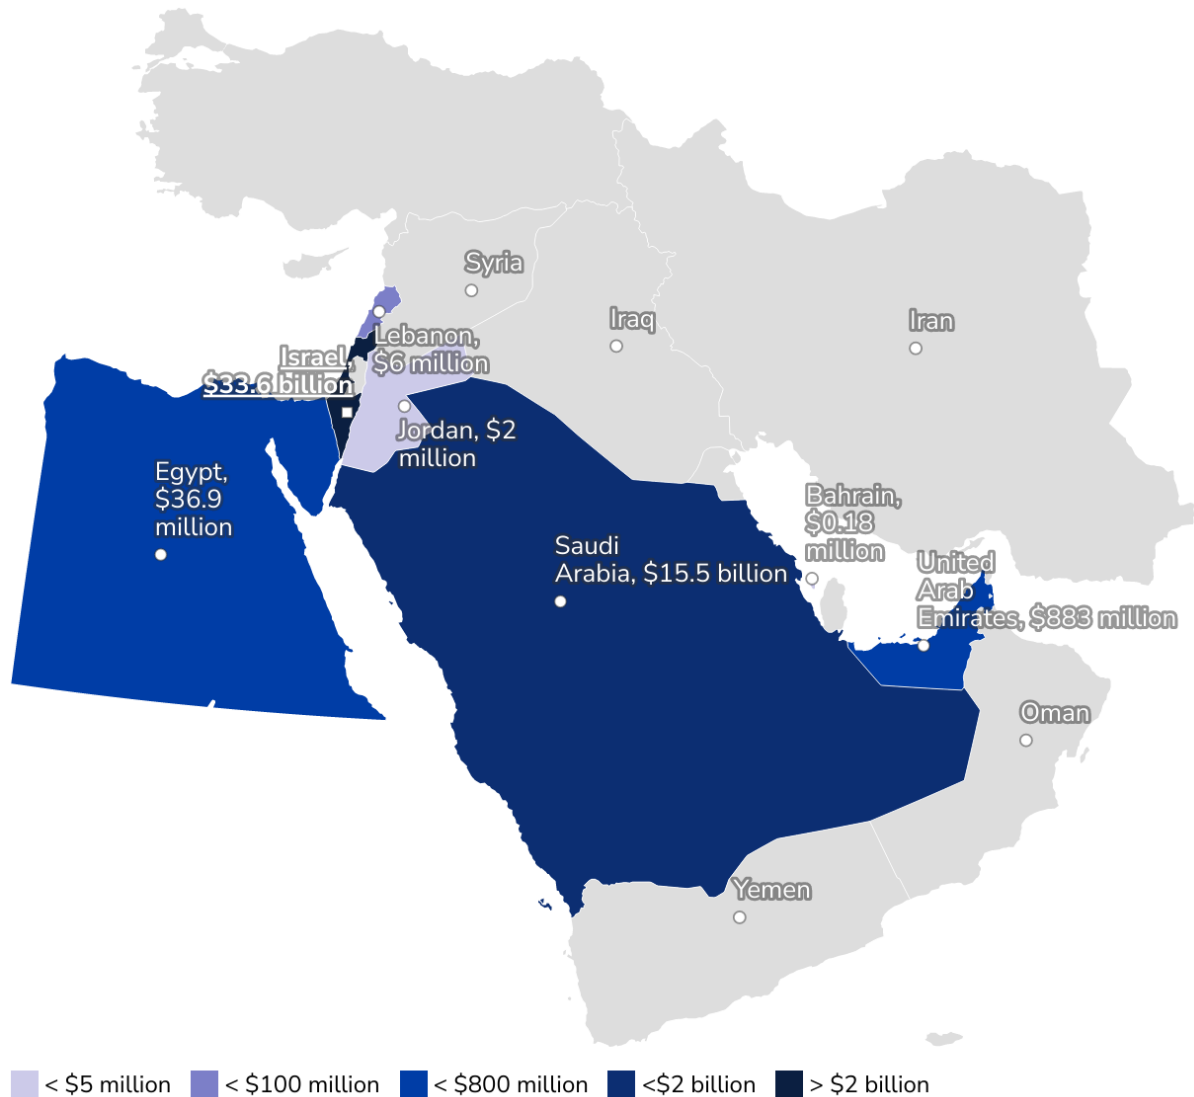 Syria
Iraq
Iran
Lebanon,
$6 million
Israel,
$33.6 billion
Jordan, $2
million
Egypt,
$36.9
million
Bahrain,
$0.18
million
Saudi
Arabia, $15.5 billion
United
Arab
Emirates, $883 million
Oman
Yemen
< $5 million
< $100 million
< $800 million
<$2 billion
> $2 billion